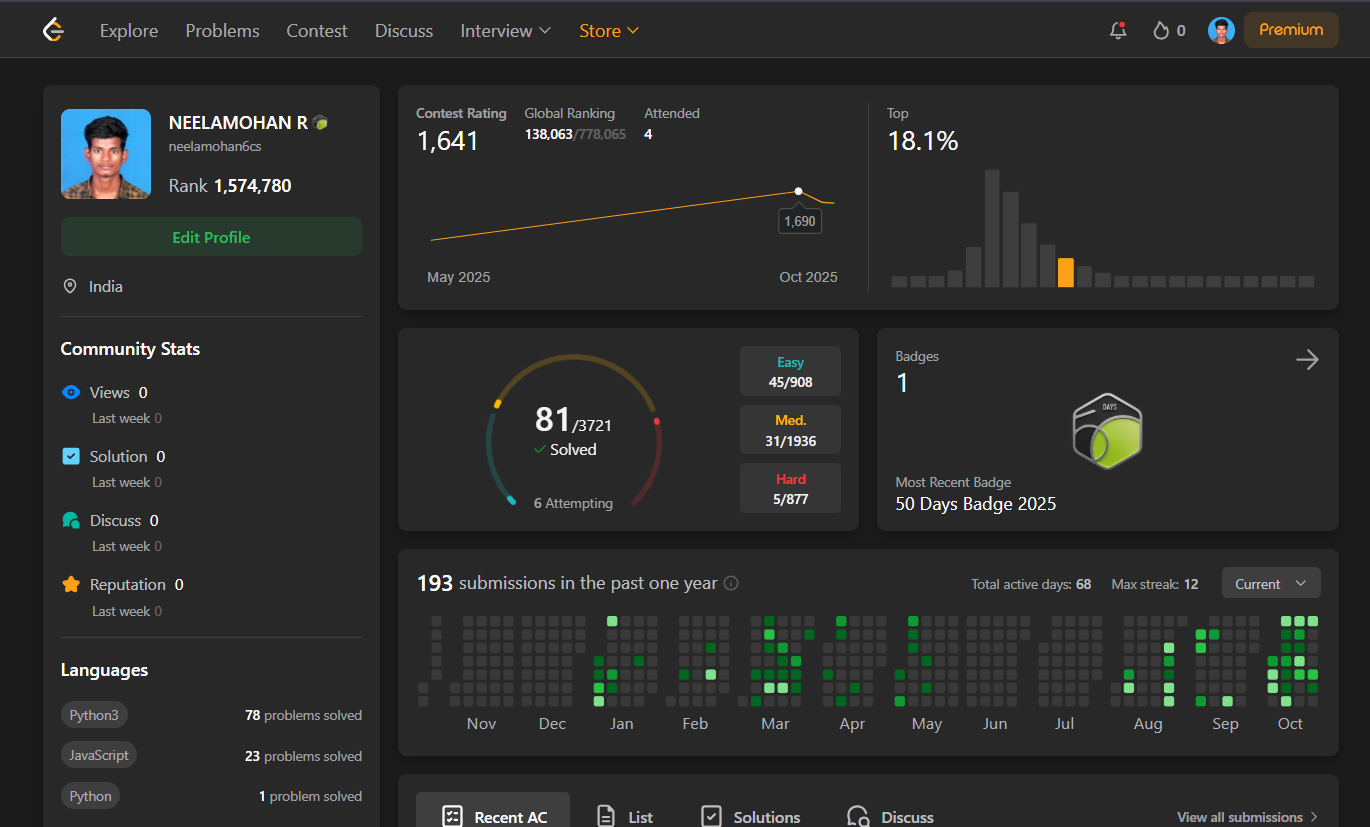 Explore Problems Contest Discuss Interview Store 0 Premium
NEELAMOHAN R
neelamohan6cs
Rank 1,574,780
Edit Profile
India
Community Stats
Views 0
Last week 0
Solution 0
Last week 0
Discuss 0
Last week 0
Reputation 0
Last week 0
Languages
Python3 78 problems solved
JavaScript 23 problems solved
Python 1 problem solved
Contest Rating Global Ranking Attended
1,641 138,063/778,065 4
1,690
May 2025 Oct 2025
Top
18.1%
81/3721
Solved
6 Attempting
Easy
45/908
Med.
31/1936
Hard
5/877
Badges
1
DAYS
Most Recent Badge
50 Days Badge 2025
193 submissions in the past one year Total active days: 68 Max streak: 12 Current
Nov Dec Jan Feb Mar Apr May Jun Jul Aug Sep Oct
Recent AC List Solutions Discuss View all submissions